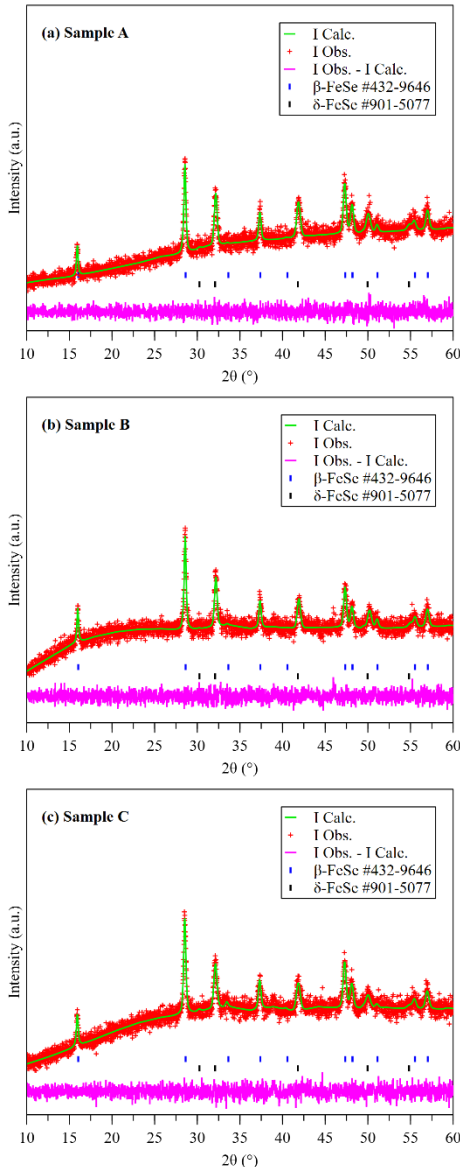 (a) Sample A
I Calc.
I Obs.
I Obs. - I Calc.
β-FeSe #432-9646
δ-FeSe #901-5077
Intensity (a.u.)
10 15 20 25 30 35 40 45 50 55 60
2θ (°)
(b) Sample B
I Calc.
I Obs.
I Obs. - I Calc.
β-FeSe #432-9646
δ-FeSe #901-5077
Intensity (a.u.)
10 15 20 25 30 35 40 45 50 55 60
2θ (°)
(c) Sample C
I Calc.
I Obs.
I Obs. - I Calc.
β-FeSe #432-9646
δ-FeSe #901-5077
Intensity (a.u.)
10 15 20 25 30 35 40 45 50 55 60
2θ (°)